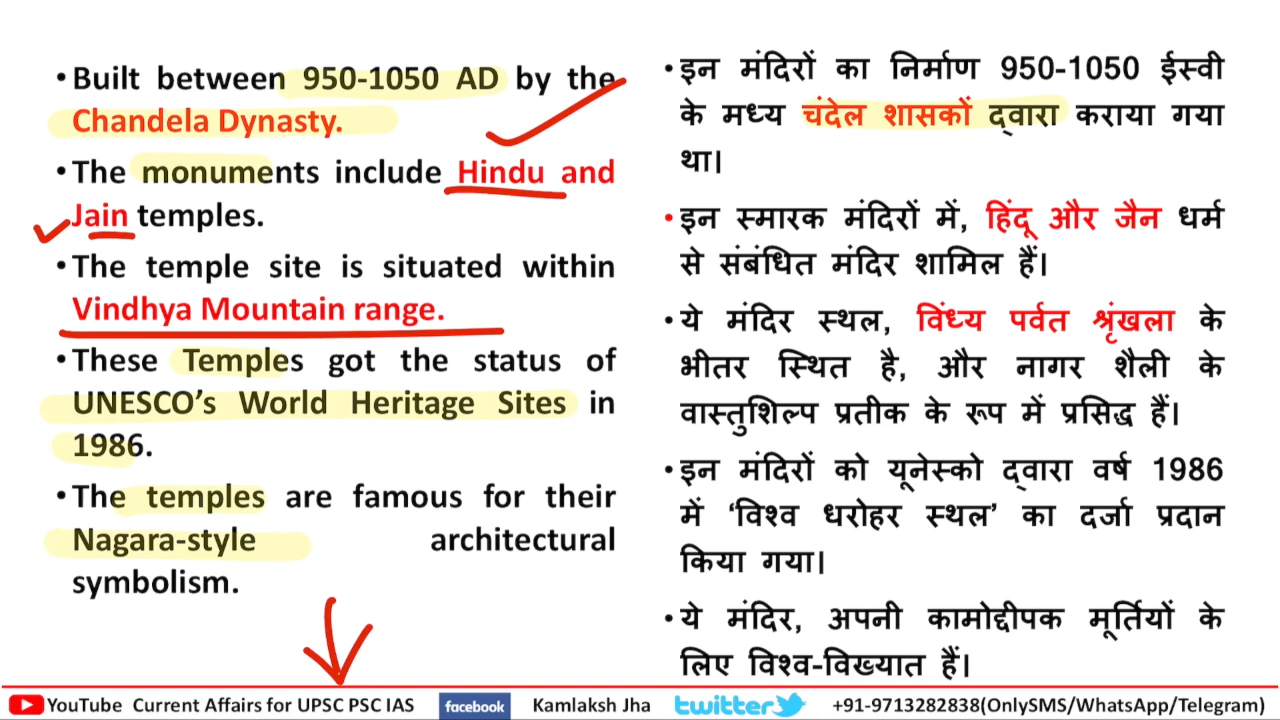 •Built between 950-1050 AD by the
Chandela Dynasty.
•The monuments include Hindu and
Jain temples.
•The temple site is situated within
Vindhya Mountain range.
•These Temples got the status of
UNESCO’s World Heritage Sites in
1986.
•The temples are famous for their
Nagara-style architectural
symbolism.
•इन मंदिरों का निर्माण 950-1050 ईस्वी
के मध्य चंदेल शासकों द्वारा कराया गया
था।
•इन स्मारक मंदिरों में, हिंदू और जैन धर्म
से संबंधित मंदिर शामिल हैं।
•ये मंदिर स्थल, विंध्य पर्वत श्रृंखला के
भीतर स्थित है, और नागर शैली के
वास्तुशिल्प प्रतीक के रूप में प्रसिद्ध हैं।
•इन मंदिरों को यूनेस्को द्वारा वर्ष 1986
में ‘विश्व धरोहर स्थल’ का दर्जा प्रदान
किया गया।
•ये मंदिर, अपनी कामोद्दीपक मूर्तियों के
लिए विश्व-विख्यात हैं।
YouTube Current Affairs for UPSC PSC IAS facebook Kamlaksh Jha twitter +91-9713282838(OnlySMS/WhatsApp/Telegram)